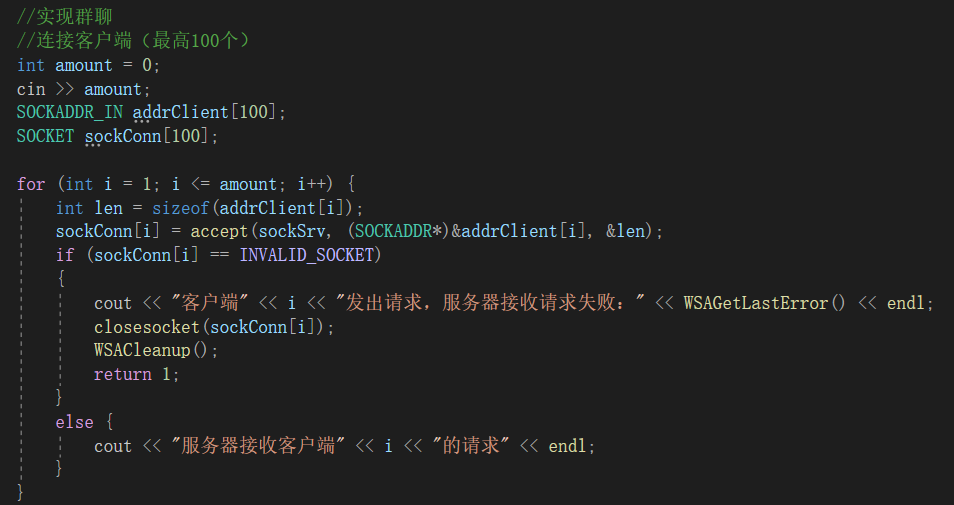 //实现群聊
//连接客户端（最高100个）
int amount = 0;
cin >> amount;
SOCKADDR_IN addrClient[100];
SOCKET sockConn[100];
for (int i = 1; i <= amount; i++) {
int len = sizeof(addrClient[i]);
sockConn[i] = accept(sockSrv, (SOCKADDR*)&addrClient[i], &len);
if (sockConn[i] == INVALID_SOCKET)
{
cout << "客户端" << i << "发出请求，服务器接收请求失败：" << WSAGetLastError() << endl;
closesocket(sockConn[i]);
WSACleanup();
return 1;
}
else {
cout << "服务器接收客户端" << i << "的请求" << endl;
}
}